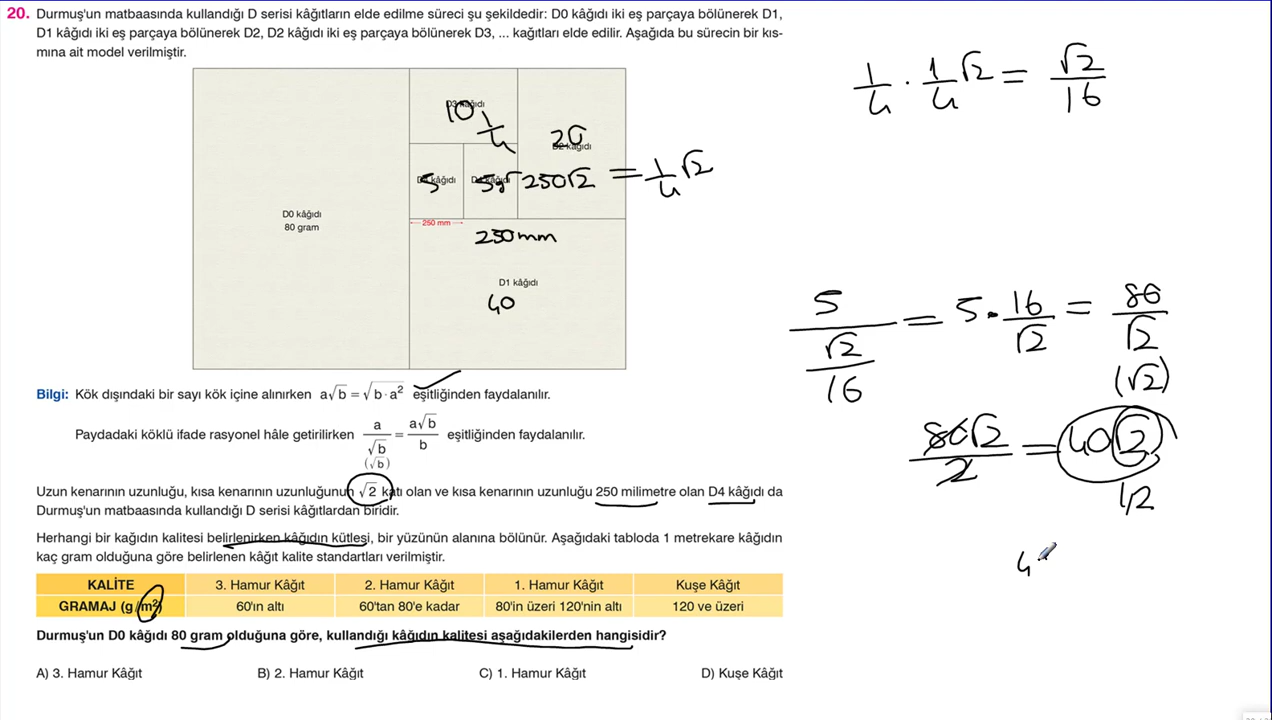 20. Durmuş'un matbaasında kullandığı D serisi kâğıtların elde edilme süreci şu şekildedir: D0 kâğıdı iki eş parçaya bölünerek D1,
D1 kâğıdı iki eş parçaya bölünerek D2, D2 kâğıdı iki eş parçaya bölünerek D3, ... kağıtları elde edilir. Aşağıda bu sürecin bir kıs-
mına ait model verilmiştir.
D0 kâğıdı
80 gram
D3 kâğıdı
10
1/4
20
D2 kâğıdı
5
kâğıdı
5g
kâğıdı
250√2 = 1/4 √2
250 mm
250mm
D1 kâğıdı
40
1/4 · 1/4 √2 = √2/16
5/(√2/16) = 5 · 16/√2 = 80/√2
(√2)
80√2/2 = 40√2
1,2
4
Bilgi: Kök dışındaki bir sayı kök içine alınırken a√b = √(b · a²) eşitliğinden faydalanılır.
Paydadaki köklü ifade rasyonel hâle getirilirken a/√b = a√b/b eşitliğinden faydalanılır.
(√b)
Uzun kenarının uzunluğu, kısa kenarının uzunluğunun √2 katı olan ve kısa kenarının uzunluğu 250 milimetre olan D4 kâğıdı da
Durmuş'un matbaasında kullandığı D serisi kâğıtlardan biridir.
Herhangi bir kağıdın kalitesi belirlenirken kâğıdın kütlesi, bir yüzünün alanına bölünür. Aşağıdaki tabloda 1 metrekare kâğıdın
kaç gram olduğuna göre belirlenen kâğıt kalite standartları verilmiştir.
KALİTE 3. Hamur Kâğıt 2. Hamur Kâğıt 1. Hamur Kâğıt Kuşe Kâğıt
GRAMAJ (g/m²) 60'ın altı 60'tan 80'e kadar 80'in üzeri 120'nin altı 120 ve üzeri
Durmuş'un D0 kâğıdı 80 gram olduğuna göre, kullandığı kâğıdın kalitesi aşağıdakilerden hangisidir?
A) 3. Hamur Kâğıt B) 2. Hamur Kâğıt C) 1. Hamur Kâğıt D) Kuşe Kâğıt